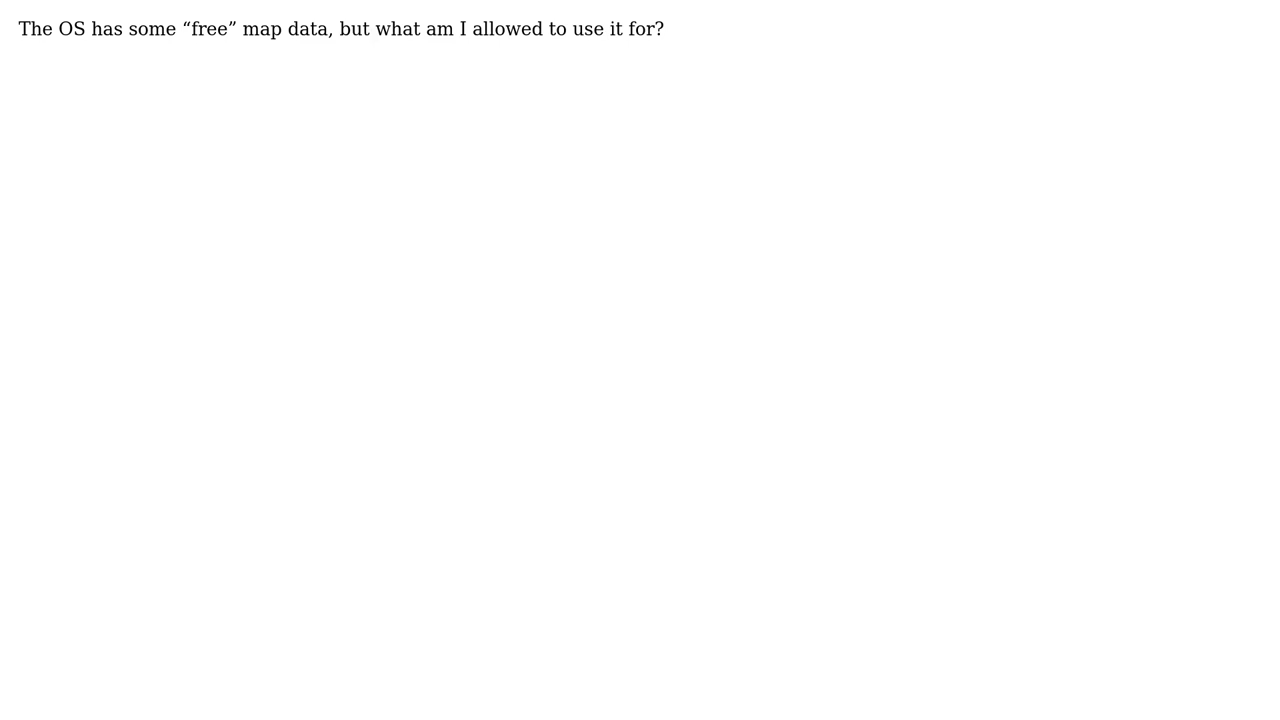 The OS has some “free” map data, but what am I allowed to use it for?